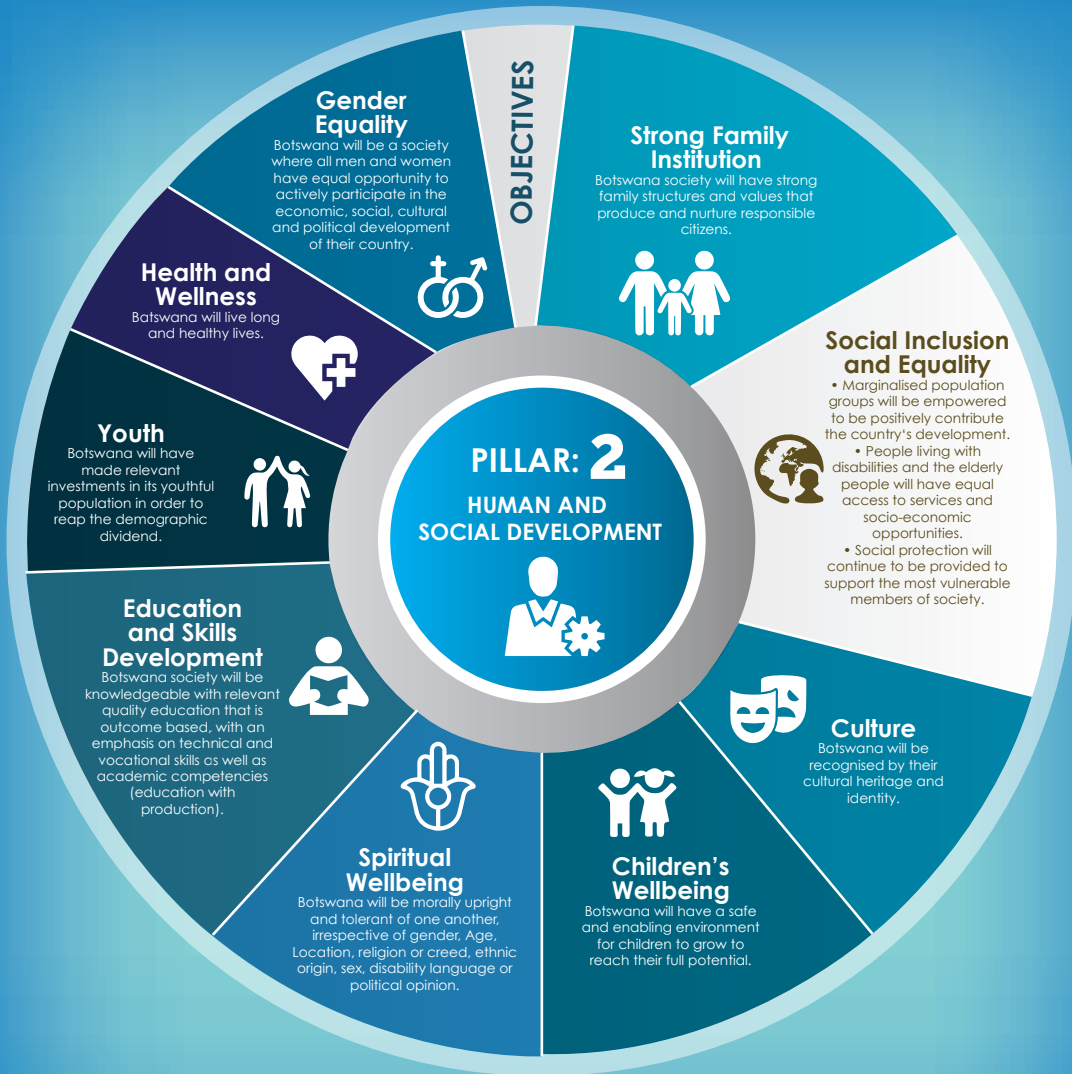 OBJECTIVES
Strong Family
Institution
Botswana society will have strong
family structures and values that
produce and nurture responsible
citizens.
Social Inclusion
and Equality
• Marginalised population
groups will be empowered
to be positively contribute
the country's development.
• People living with
disabilities and the elderly
people will have equal
access to services and
socio-economic
opportunities.
• Social protection will
continue to be provided to
support the most vulnerable
members of society.
Culture
Botswana will be
recognised by their
cultural heritage and
identity.
Children's
Wellbeing
Botswana will have a safe
and enabling environment
for children to grow to
reach their full potential.
Spiritual
Wellbeing
Botswana will be morally upright
and tolerant of one another,
irrespective of gender, Age,
Location, religion or creed, ethnic
origin, sex, disability language or
political opinion.
Education
and Skills
Development
Botswana society will be
knowledgeable with relevant
quality education that is
outcome based, with an
emphasis on technical and
vocational skills as well as
academic competencies
(education with
production).
Youth
Botswana will have
made relevant
investments in its youthful
population in order to
reap the demographic
dividend.
Health and
Wellness
Batswana will live long
and healthy lives.
Gender
Equality
Botswana will be a society
where all men and women
have equal opportunity to
actively participate in the
economic, social, cultural
and political development
of their country.
PILLAR: 2
HUMAN AND
SOCIAL DEVELOPMENT